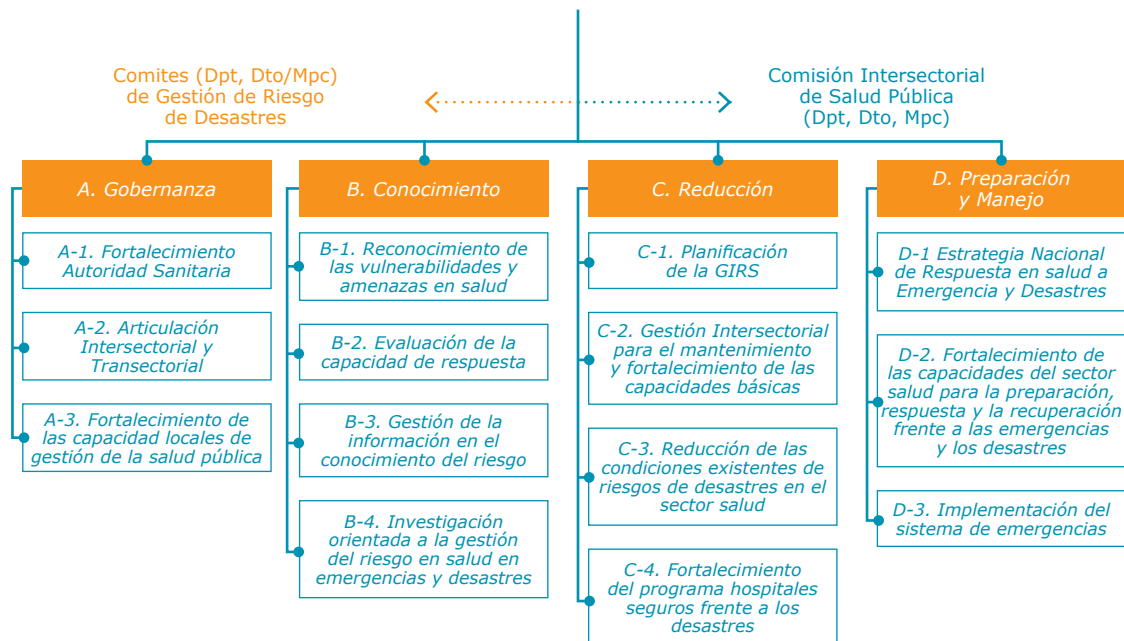 Comites (Dpt, Dto/Mpc)
de Gestión de Riesgo
de Desastres
Comisión Intersectorial
de Salud Pública
(Dpt, Dto, Mpc)
A. Gobernanza
A-1. Fortalecimiento
Autoridad Sanitaria
A-2. Articulación
Intersectorial y
Transectorial
A-3. Fortalecimiento de
las capacidad locales de
gestión de la salud pública
B. Conocimiento
B-1. Reconocimiento de
las vulnerabilidades y
amenazas en salud
B-2. Evaluación de la
capacidad de respuesta
B-3. Gestión de la
información en el
conocimiento del riesgo
B-4. Investigación
orientada a la gestión
del riesgo en salud en
emergencias y desastres
C. Reducción
C-1. Planificación
de la GIRS
C-2. Gestión Intersectorial
para el mantenimiento
y fortalecimiento de las
capacidades básicas
C-3. Reducción de las
condiciones existentes de
riesgos de desastres en el
sector salud
C-4. Fortalecimiento
del programa hospitales
seguros frente a los
desastres
D. Preparación
y Manejo
D-1 Estrategia Nacional
de Respuesta en salud a
Emergencia y Desastres
D-2. Fortalecimiento de
las capacidades del sector
salud para la preparación,
respuesta y la recuperación
frente a las emergencias
y los desastres
D-3. Implementación del
sistema de emergencias